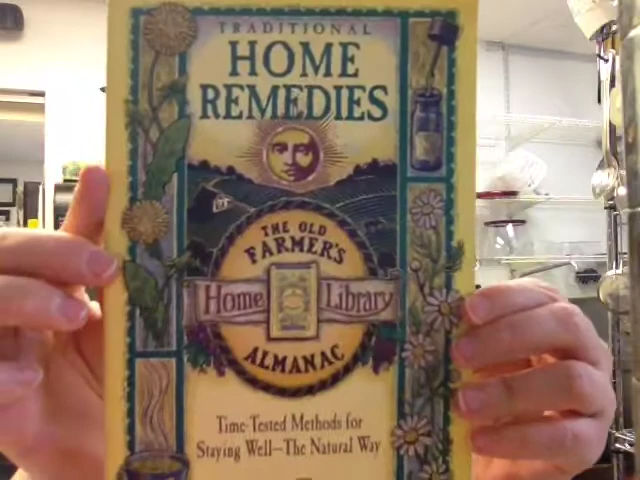 TRADITIONAL
HOME
REMEDIES
THE OLD
FARMER'S
Home Library
ALMANAC
Time-Tested Methods for
Staying Well—The Natural Way